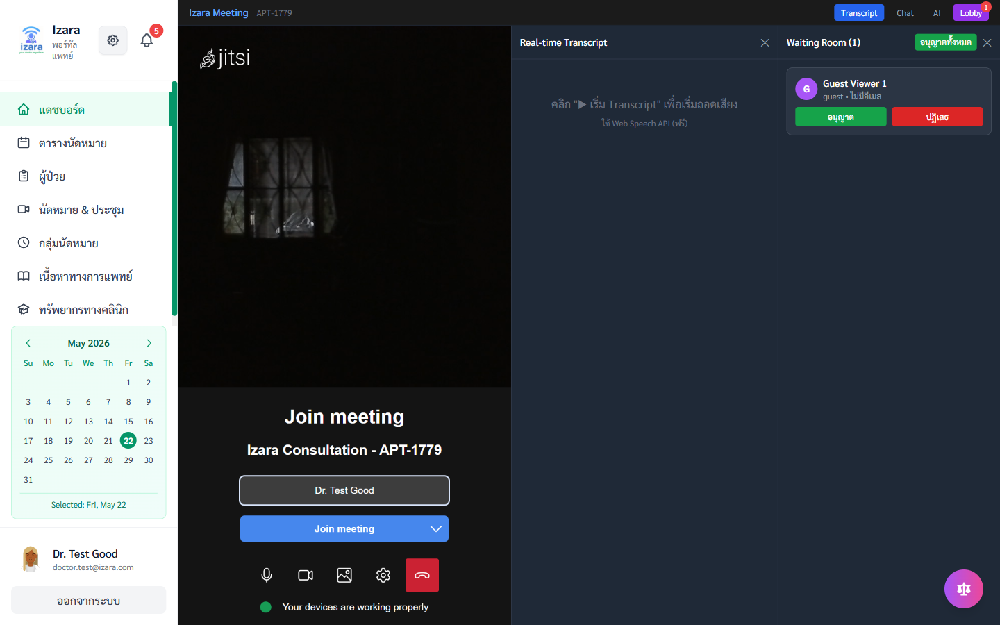 Izara
พอร์ทัล
แพทย์
izara
5
แดชบอร์ด
ตารางนัดหมาย
ผู้ป่วย
นัดหมาย & ประชุม
กลุ่มนัดหมาย
เนื้อหาทางการแพทย์
ทรัพยากรทางคลินิก
May 2026
Su Mo Tu We Th Fr Sa
1 2
3 4 5 6 7 8 9
10 11 12 13 14 15 16
17 18 19 20 21 22 23
24 25 26 27 28 29 30
31
Selected: Fri, May 22
Dr. Test Good
doctor.test@izara.com
ออกจากระบบ
Izara Meeting APT-1779
Transcript Chat AI Lobby 1
jitsi
Join meeting
Izara Consultation - APT-1779
Dr. Test Good
Join meeting
Your devices are working properly
Real-time Transcript
คลิก "▶ เริ่ม Transcript" เพื่อเริ่มถอดเสียง
ใช้ Web Speech API (ฟรี)
Waiting Room (1) อนุญาตทั้งหมด
G
Guest Viewer 1
guest • ไม่มีอีเมล
อนุญาต ปฏิเสธ